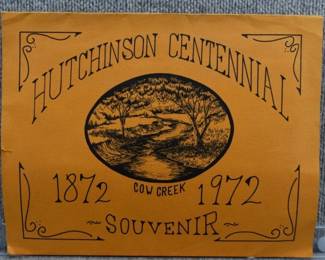 HUTCHINSON CENTENNIAL
COW CREEK
1872 1972
~ SOUVENIR ~